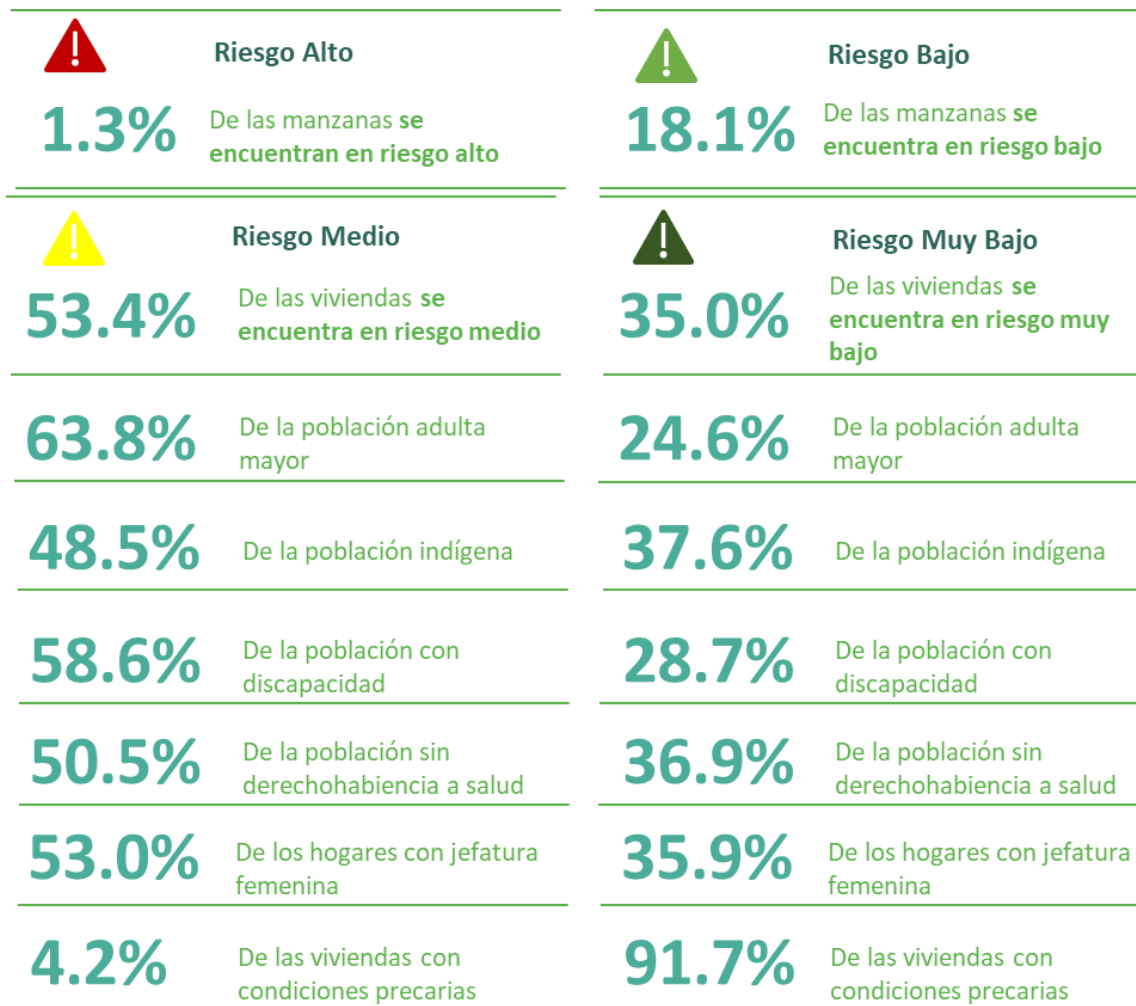 Riesgo Alto
1.3%
De las manzanas se
encuentran en riesgo alto
Riesgo Bajo
18.1%
De las manzanas se
encuentra en riesgo bajo
Riesgo Medio
53.4%
De las viviendas se
encuentra en riesgo medio
63.8%
De la población adulta
mayor
48.5%
De la población indígena
58.6%
De la población con
discapacidad
50.5%
De la población sin
derechohabiencia a salud
53.0%
De los hogares con jefatura
femenina
4.2%
De las viviendas con
condiciones precarias
Riesgo Muy Bajo
35.0%
De las viviendas se
encuentra en riesgo muy
bajo
24.6%
De la población adulta
mayor
37.6%
De la población indígena
28.7%
De la población con
discapacidad
36.9%
De la población sin
derechohabiencia a salud
35.9%
De los hogares con jefatura
femenina
91.7%
De las viviendas con
condiciones precarias